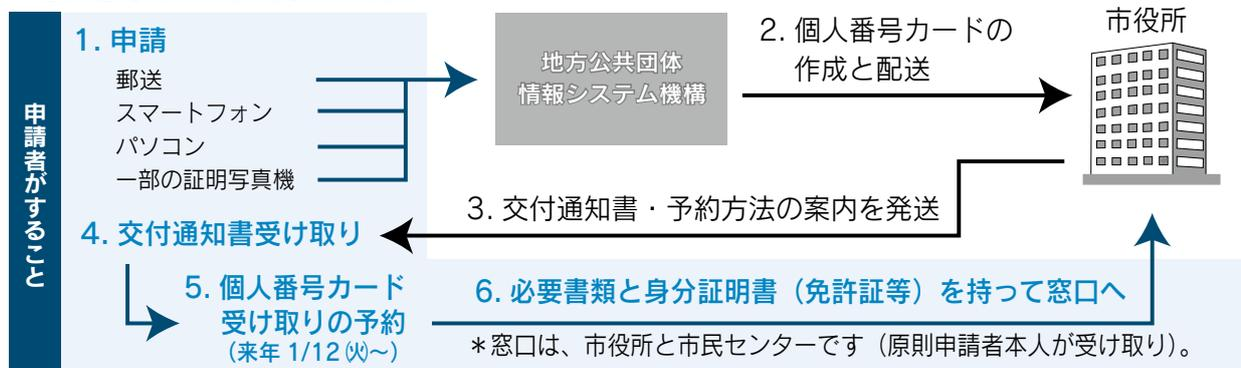 申請者がすること
1. 申請
郵送
スマートフォン
パソコン
一部の証明写真機
地方公共団体
情報システム機構
2. 個人番号カードの
作成と配送
市役所
3. 交付通知書・予約方法の案内を発送
4. 交付通知書受け取り
5. 個人番号カード
受け取りの予約
（来年 1/12㈫～）
6. 必要書類と身分証明書（免許証等）を持って窓口へ
＊窓口は、市役所と市民センターです（原則申請者本人が受け取り）。